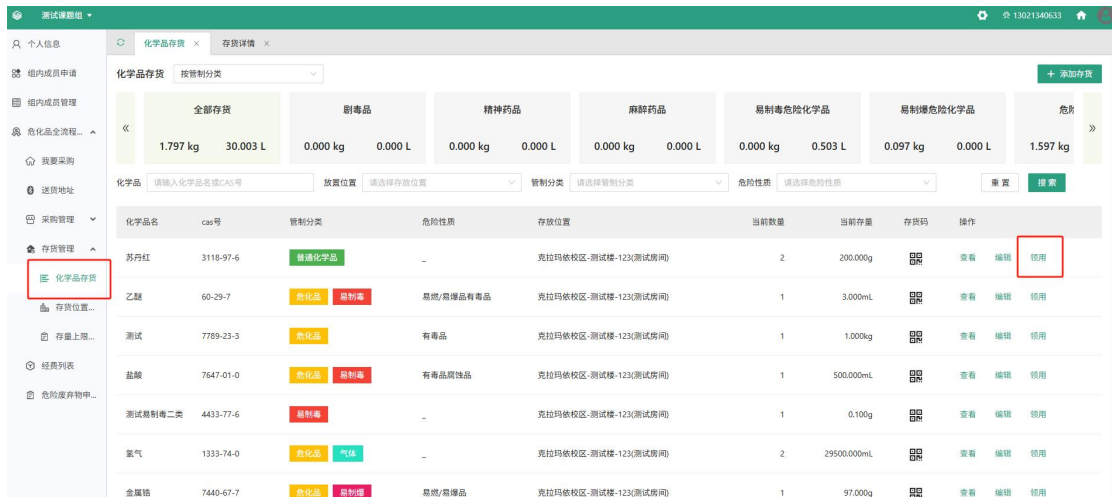 测试课题组
13021340633
个人信息
组内成员申请
组内成员管理
危化品全流程...
我要采购
送货地址
采购管理
存货管理
化学品存货
存货位置...
存量上限...
经费列表
危险废弃物申...
化学品存货 × 存货详情 ×
化学品存货 按管制分类 + 添加存货
« 全部存货 剧毒品 精神药品 麻醉药品 易制毒危险化学品 易制爆危险化学品 »
1.797 kg 30.003 L 0.000 kg 0.000 L 0.000 kg 0.000 L 0.000 kg 0.000 L 0.000 kg 0.503 L 0.097 kg 0.000 L 1.597 kg
化学品 请输入化学品名或CAS号 放置位置 请选择存放位置 管制分类 请选择管制分类 危险性质 请选择危险性质 重置 搜索
化学品名 cas号 管制分类 危险性质 存放位置 当前数量 当前存量 存货码 操作
苏丹红 3118-97-6 普通化学品 _ 克拉玛依校区-测试楼-123(测试房间) 2 200.000g 查看 编辑 领用
乙醚 60-29-7 危化品 易制毒 易燃/易爆品有毒品 克拉玛依校区-测试楼-123(测试房间) 1 3.000mL 查看 编辑 领用
测试 7789-23-3 危化品 有毒品 克拉玛依校区-测试楼-123(测试房间) 1 1.000kg 查看 编辑 领用
盐酸 7647-01-0 危化品 易制毒 有毒品腐蚀品 克拉玛依校区-测试楼-123(测试房间) 1 500.000mL 查看 编辑 领用
测试易制毒二类 4433-77-6 易制毒 _ 克拉玛依校区-测试楼-123(测试房间) 1 0.100g 查看 编辑 领用
氢气 1333-74-0 危化品 气体 _ 克拉玛依校区-测试楼-123(测试房间) 2 29500.000mL 查看 编辑 领用
金属锆 7440-67-7 危化品 易制爆 易燃/易爆品 克拉玛依校区-测试楼-123(测试房间) 1 97.000g 查看 编辑 领用